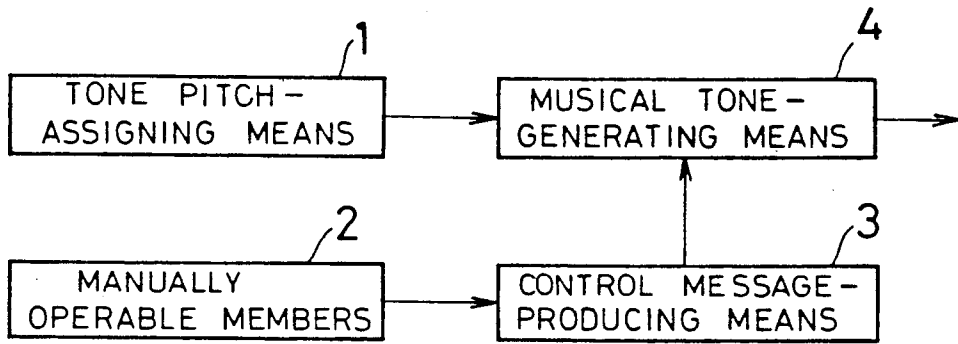 1
TONE PITCH-
ASSIGNING MEANS
4
MUSICAL TONE-
GENERATING MEANS
2
MANUALLY
OPERABLE MEMBERS
3
CONTROL MESSAGE-
PRODUCING MEANS